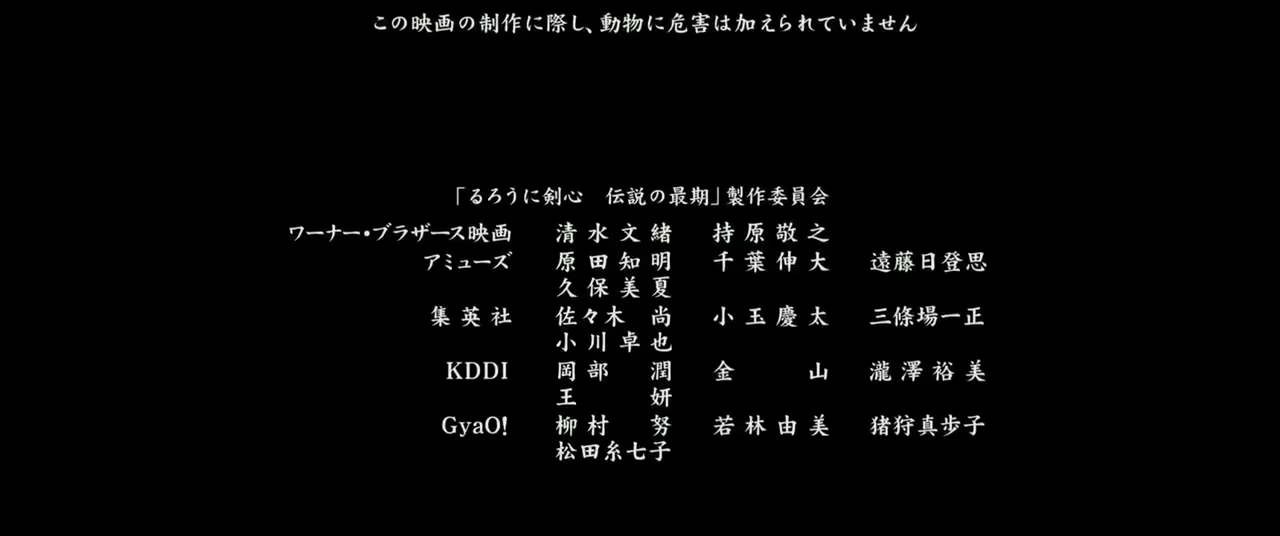 この映画の制作に際し、動物に危害は加えられていません
「るろうに剣心　伝説の最期」製作委員会
ワーナー・ブラザース映画　清水文緒　持原敬之
アミューズ　原田知明　千葉伸大　遠藤日登思
久保美夏
集英社　佐々木尚　小玉慶太　三條場一正
小川卓也
KDDI　岡部潤　金山　瀧澤裕美
王妍
GyaO!　柳村努　若林由美　猪狩真歩子
松田糸七子